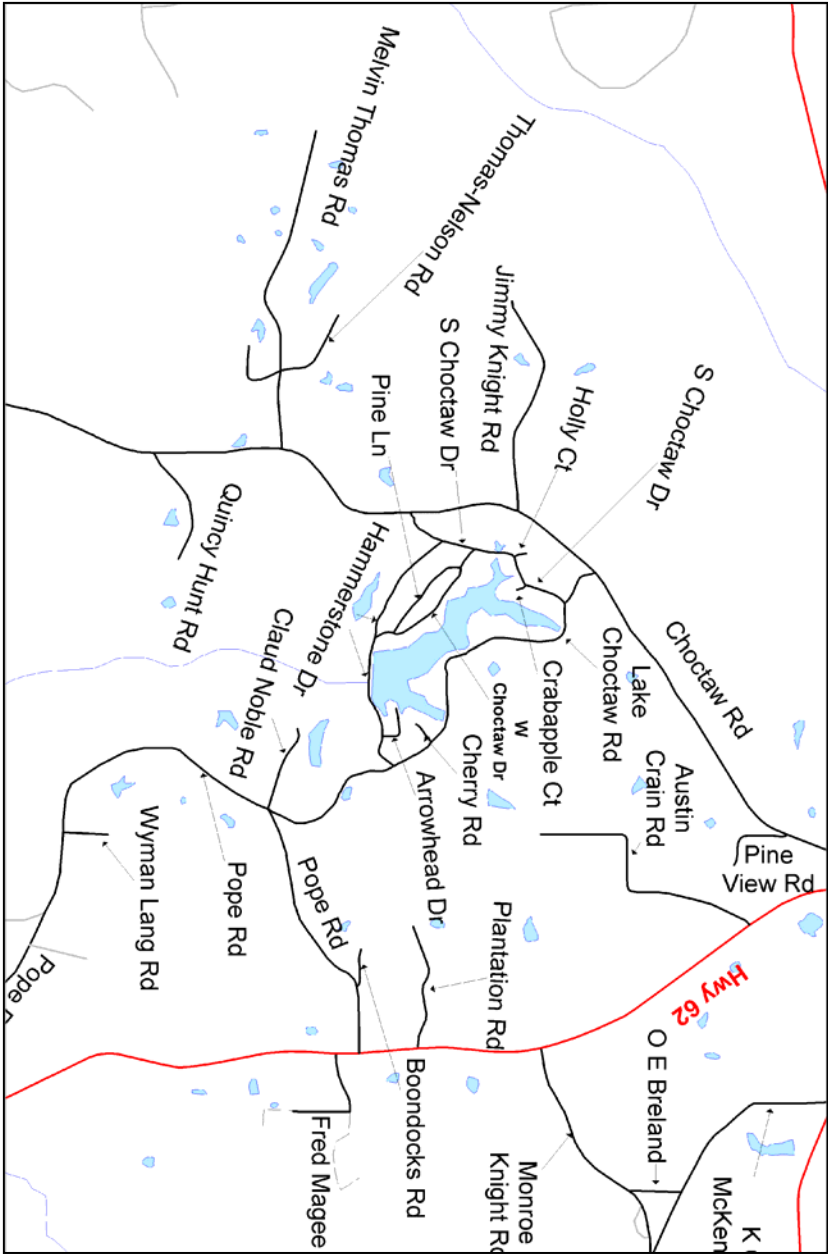 Melvin Thomas Rd
Thomas-Nelson Rd
Jimmy Knight Rd
S Choctaw Dr
Pine Ln
Holly Ct
S Choctaw Dr
Quincy Hunt Rd
Hammerstone Dr
Claud Noble Rd
Choctaw Rd
Lake
Choctaw Rd
Crabapple Ct
W
Choctaw Dr
Cherry Rd
Arrowhead Dr
Austin
Crain Rd
Pine
View Rd
Wyman Lang Rd
Pope Rd
Pope Rd
Pope
Plantation Rd
Boondocks Rd
Hwy 62
O E Breland
Fred Magee
Monroe
Knight Rd
K
McKen